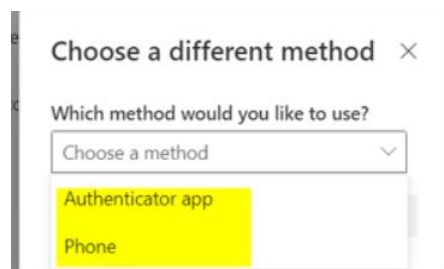 Choose a different method
Which method would you like to use?
Choose a method
Authenticator app
Phone